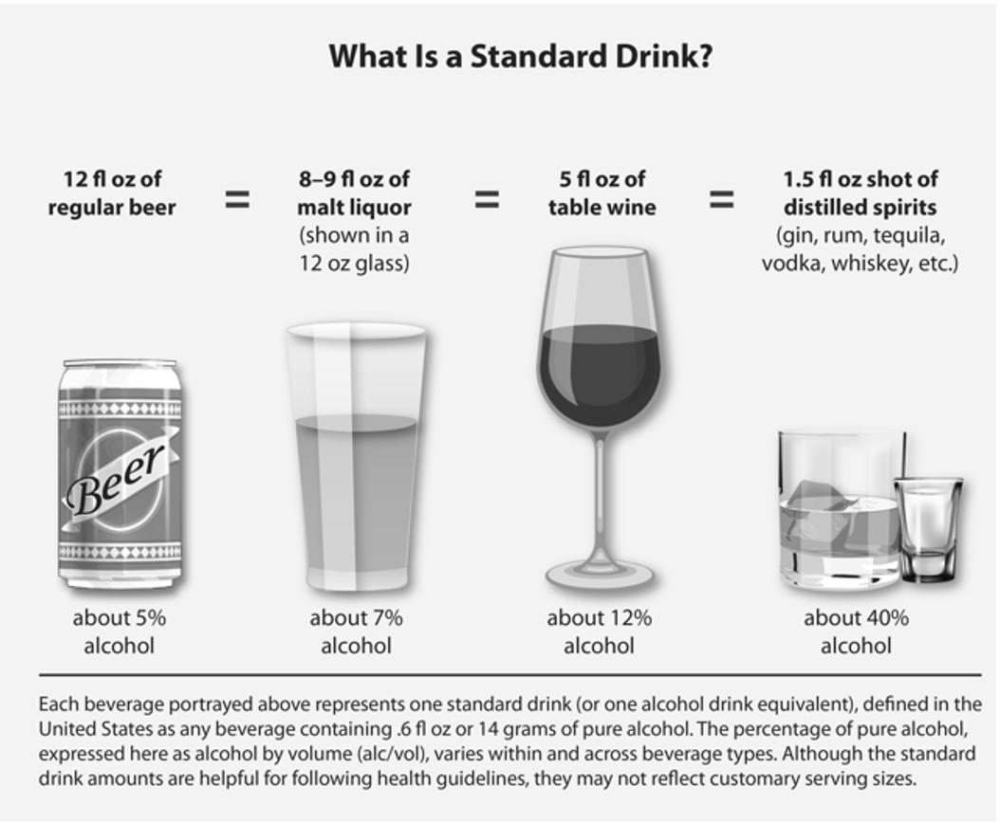 What Is a Standard Drink?
12 fl oz of
regular beer
=
8–9 fl oz of
malt liquor
(shown in a
12 oz glass)
=
5 fl oz of
table wine
=
1.5 fl oz shot of
distilled spirits
(gin, rum, tequila,
vodka, whiskey, etc.)
Beer
about 5%
alcohol
about 7%
alcohol
about 12%
alcohol
about 40%
alcohol
Each beverage portrayed above represents one standard drink (or one alcohol drink equivalent), defined in the
United States as any beverage containing .6 fl oz or 14 grams of pure alcohol. The percentage of pure alcohol,
expressed here as alcohol by volume (alc/vol), varies within and across beverage types. Although the standard
drink amounts are helpful for following health guidelines, they may not reflect customary serving sizes.